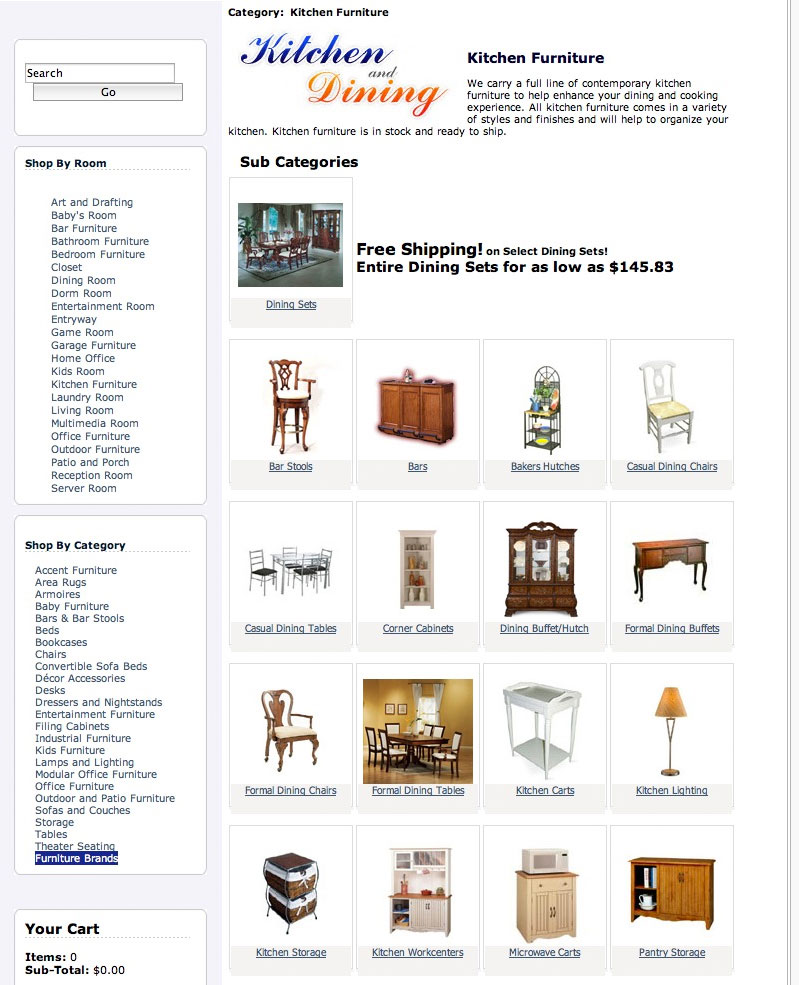 Search
Go
Shop By Room
Art and Drafting
Baby's Room
Bar Furniture
Bathroom Furniture
Bedroom Furniture
Closet
Dining Room
Dorm Room
Entertainment Room
Entryway
Game Room
Garage Furniture
Home Office
Kids Room
Kitchen Furniture
Laundry Room
Living Room
Multimedia Room
Office Furniture
Outdoor Furniture
Patio and Porch
Reception Room
Server Room
Shop By Category
Accent Furniture
Area Rugs
Armoires
Baby Furniture
Bars & Bar Stools
Beds
Bookcases
Chairs
Convertible Sofa Beds
Décor Accessories
Desks
Dressers and Nightstands
Entertainment Furniture
Filing Cabinets
Industrial Furniture
Kids Furniture
Lamps and Lighting
Modular Office Furniture
Office Furniture
Outdoor and Patio Furniture
Sofas and Couches
Storage
Tables
Theater Seating
Furniture Brands
Your Cart
Items: 0
Sub-Total: $0.00
Category: Kitchen Furniture
Kitchen
and
Dining
Kitchen Furniture
We carry a full line of contemporary kitchen
furniture to help enhance your dining and cooking
experience. All kitchen furniture comes in a variety
of styles and finishes and will help to organize your
kitchen. Kitchen furniture is in stock and ready to ship.
Sub Categories
Free Shipping! on Select Dining Sets!
Entire Dining Sets for as low as $145.83
Dining Sets
Bar Stools
Bars
Bakers Hutches
Casual Dining Chairs
Casual Dining Tables
Corner Cabinets
Dining Buffet/Hutch
Formal Dining Buffets
Formal Dining Chairs
Formal Dining Tables
Kitchen Carts
Kitchen Lighting
Kitchen Storage
Kitchen Workcenters
Microwave Carts
Pantry Storage